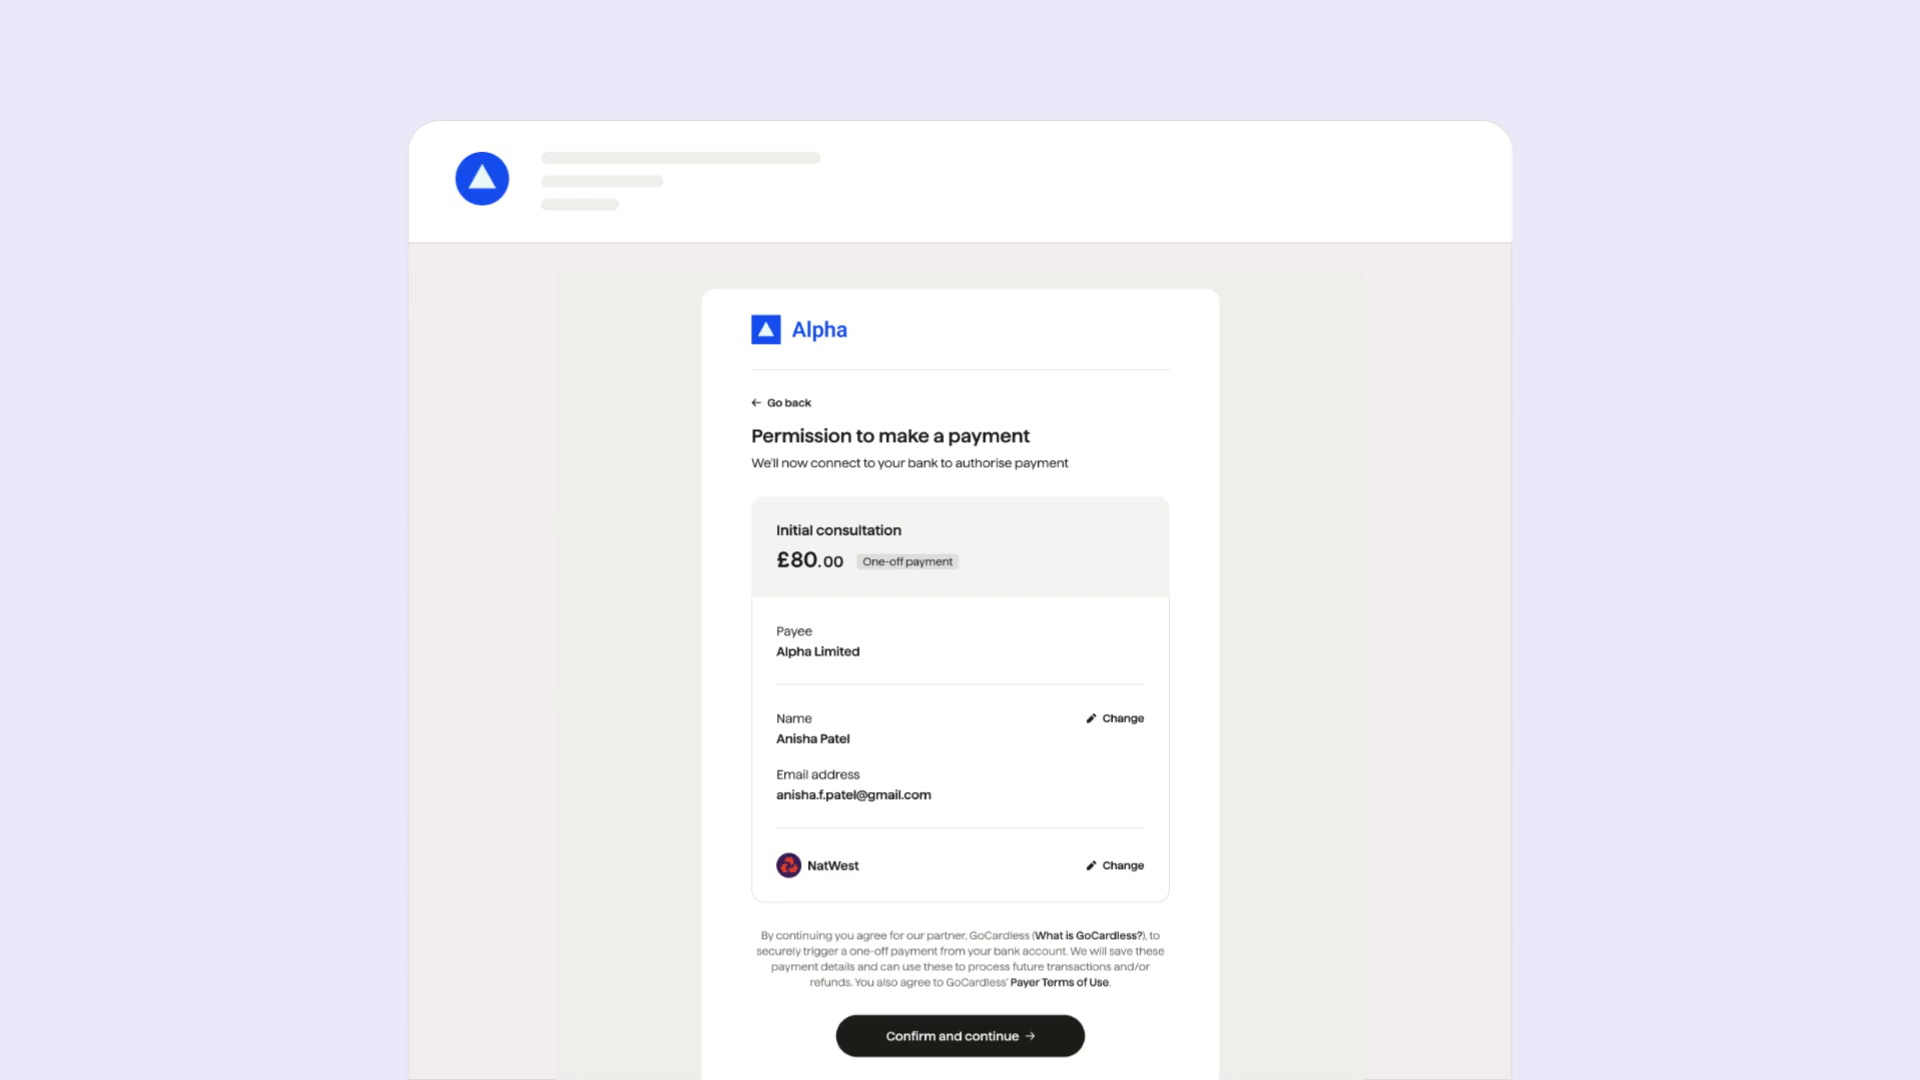 Alpha
← Go back
Permission to make a payment
We'll now connect to your bank to authorise payment
Initial consultation
£80.00 One-off payment
Payee
Alpha Limited
Name Change
Anisha Patel
Email address
anisha.f.patel@gmail.com
NatWest Change
By continuing you agree for our partner, GoCardless (What is GoCardless?), to
securely trigger a one-off payment from your bank account. We will save these
payment details and can use these to process future transactions and/or
refunds. You also agree to GoCardless' Payer Terms of Use.
Confirm and continue →